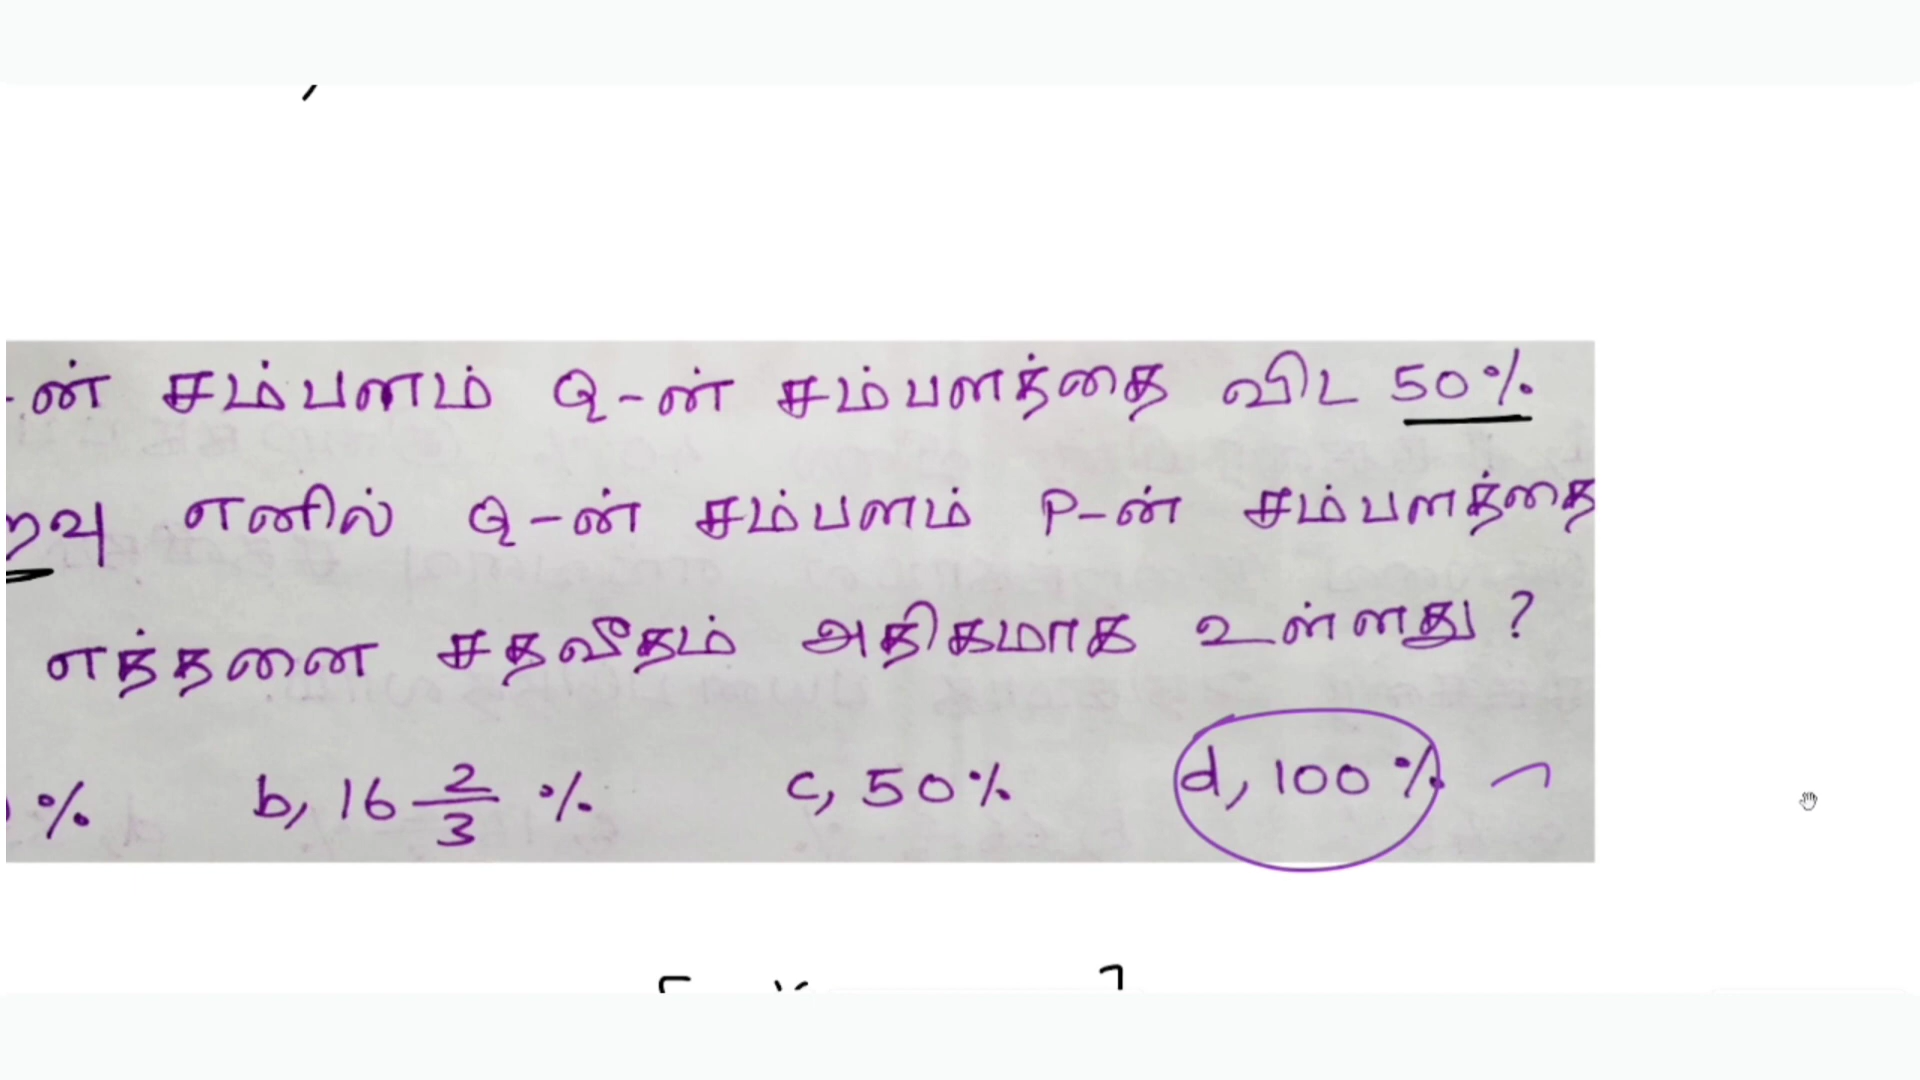 -ன் சம்பளம் Q-ன் சம்பளத்தை விட 50%
றவு எனில் Q-ன் சம்பளம் P-ன் சம்பளத்தை
எத்தனை சதவீதம் அதிகமாக உள்ளது?
% b, 16 2/3 % c, 50% d, 100%